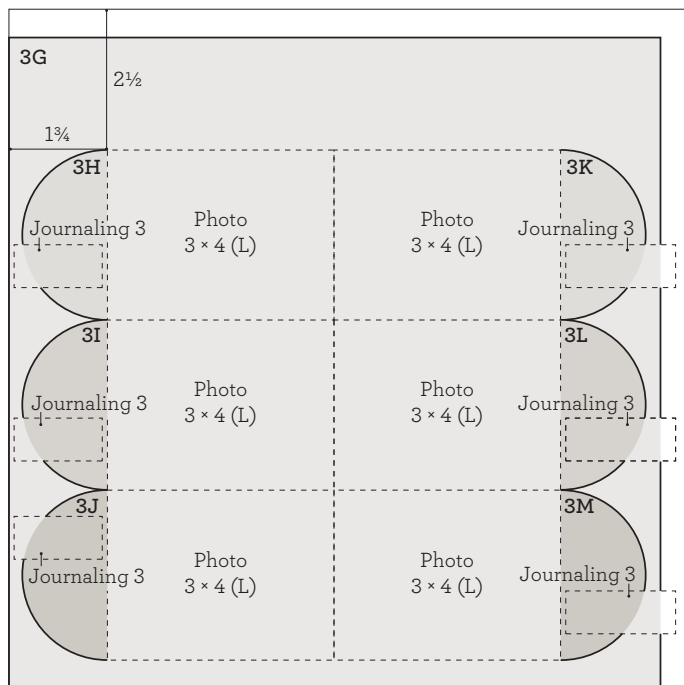 3G
2½
1¾
3H
3K
Journaling 3
Photo
3 × 4 (L)
Photo
3 × 4 (L)
Journaling 3
3I
3L
Journaling 3
Photo
3 × 4 (L)
Photo
3 × 4 (L)
Journaling 3
3J
3M
Journaling 3
Photo
3 × 4 (L)
Photo
3 × 4 (L)
Journaling 3